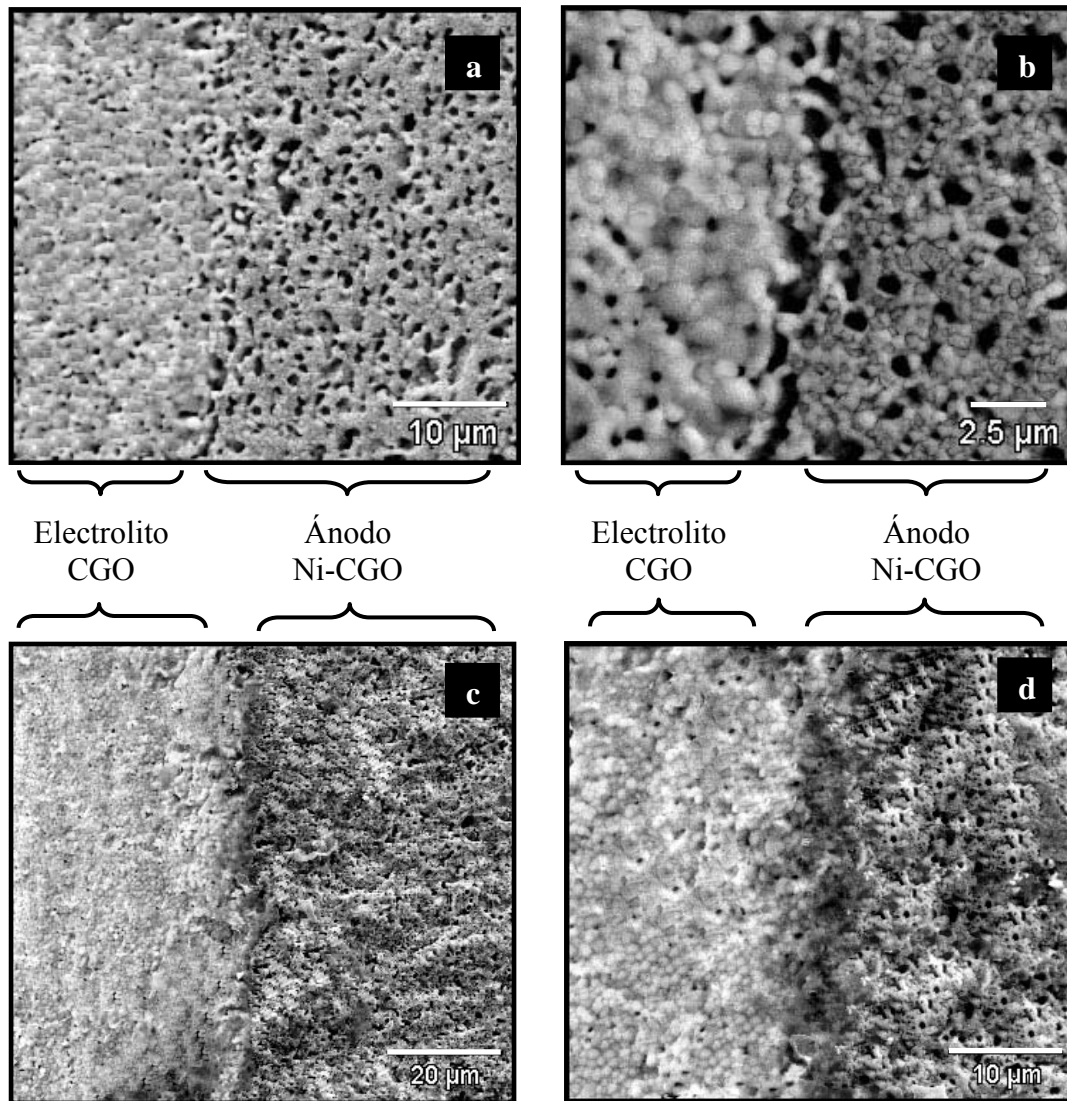 a
b
10 µm
2.5 µm
Electrolito
CGO
Ánodo
Ni-CGO
Electrolito
CGO
Ánodo
Ni-CGO
c
d
20 µm
10 µm